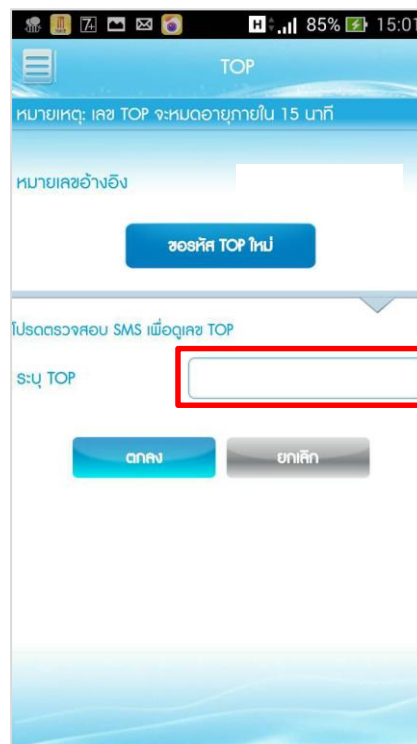 H 85% 15:01
TOP
หมายเหตุ: เลข TOP จะหมดอายุภายใน 15 นาที
หมายเลขอ้างอิง
ขอรหัส TOP ใหม่
โปรดตรวจสอบ SMS เพื่อดูเลข TOP
ระบุ TOP
ตกลง ยกเลิก